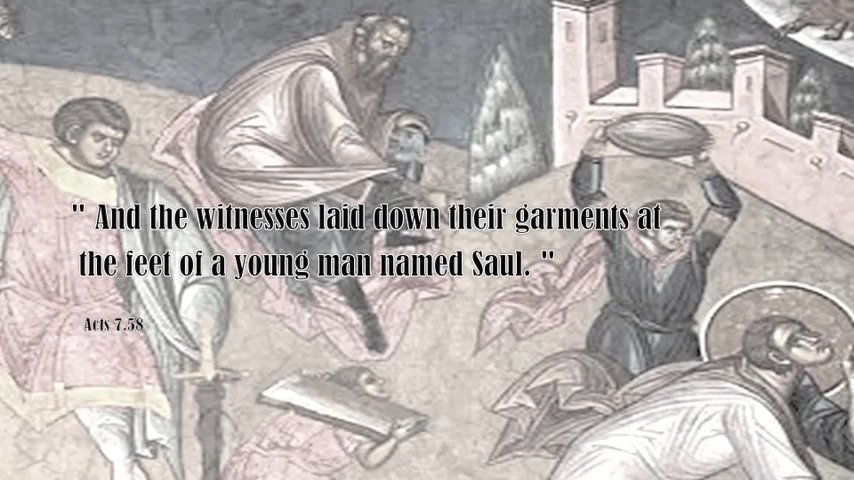 " And the witnesses laid down their garments at
the feet of a young man named Saul. "
Acts 7.58